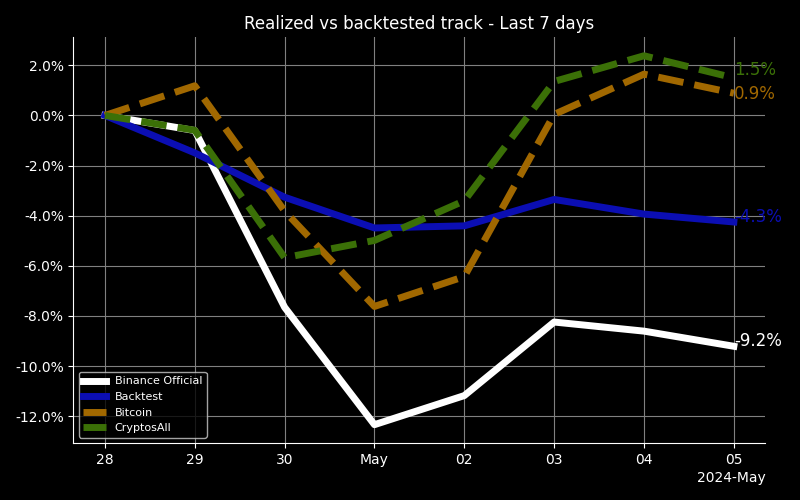 Realized vs backtested track - Last 7 days
2.0%
0.0%
-2.0%
-4.0%
-6.0%
-8.0%
-10.0%
-12.0%
1.5%
0.9%
-4.3%
-9.2%
Binance Official
Backtest
Bitcoin
CryptosAll
28 29 30 May 02 03 04 05
2024-May